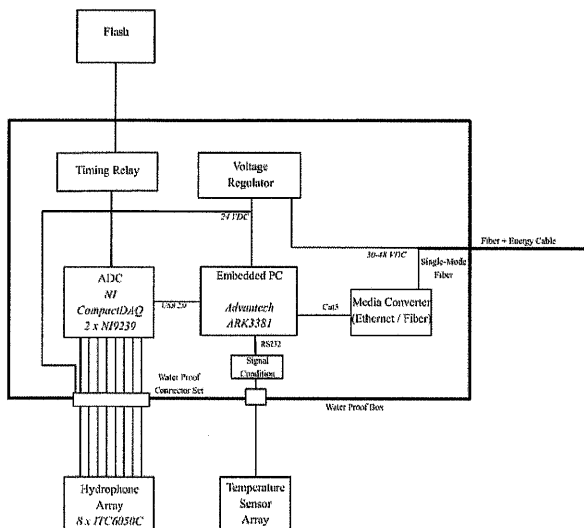 Flash
Timing Relay
Voltage
Regulator
24 VDC
Fiber + Energy Cable
30-48 VDC
Single-Mode
Fiber
ADC
NI
CompactDAQ
2 x NI9239
USB 2.0
Embedded PC
Advantech
ARK3381
Cat5
Media Converter
(Ethernet / Fiber)
RS232
Signal
Condition
Water Proof
Connector Set
Water Proof Box
Hydrophone
Array
8 x ITC6050C
Temperature
Sensor
Array